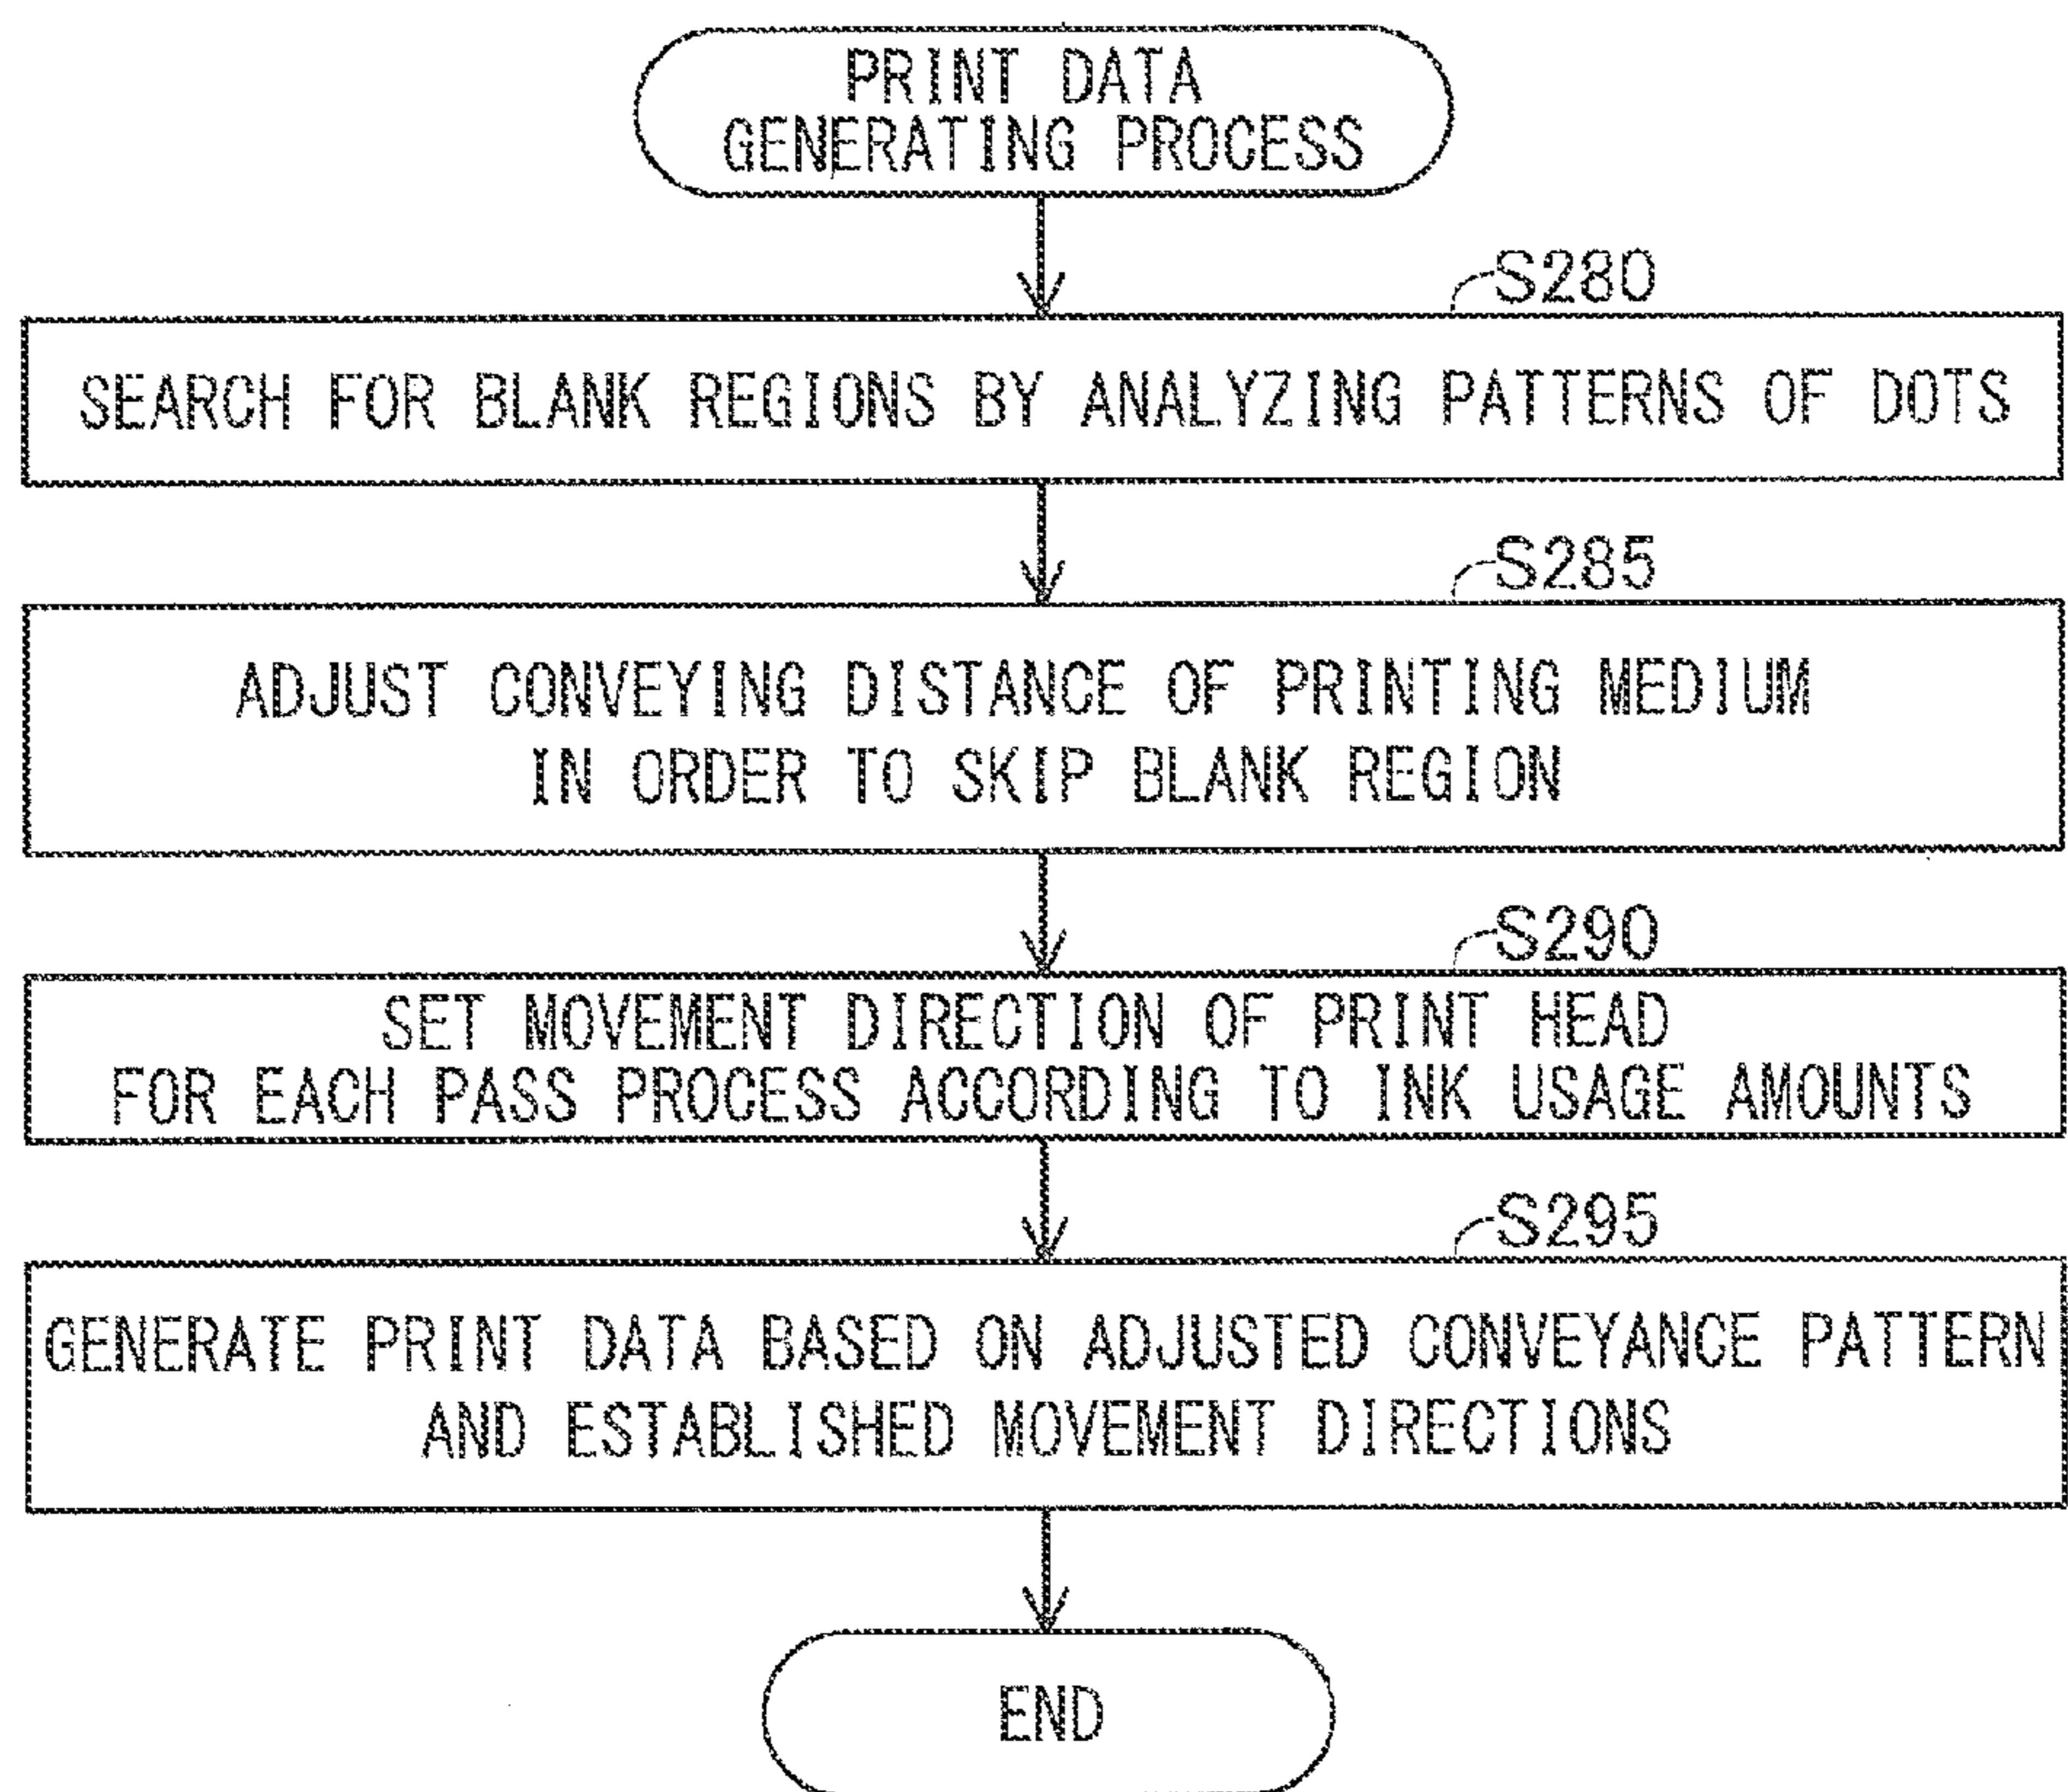 PRINT DATA
GENERATING PROCESS
S280
SEARCH FOR BLANK REGIONS BY ANALYZING PATTERNS OF DOTS
S285
ADJUST CONVEYING DISTANCE OF PRINTING MEDIUM
IN ORDER TO SKIP BLANK REGION
S290
SET MOVEMENT DIRECTION OF PRINT HEAD
FOR EACH PASS PROCESS ACCORDING TO INK USAGE AMOUNTS
S295
GENERATE PRINT DATA BASED ON ADJUSTED CONVEYANCE PATTERN
AND ESTABLISHED MOVEMENT DIRECTIONS
END